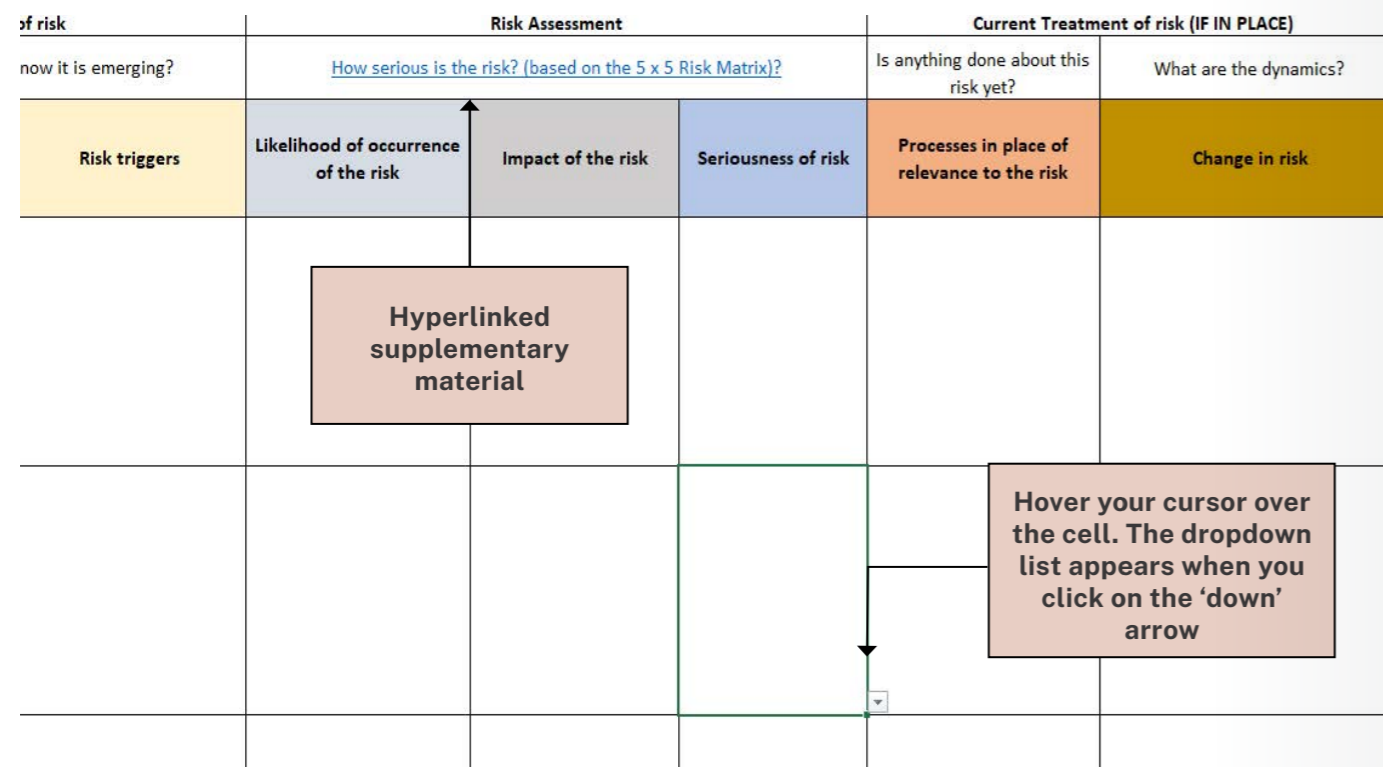 of risk
Risk Assessment
Current Treatment of risk (IF IN PLACE)
now it is emerging?
How serious is the risk? (based on the 5 x 5 Risk Matrix)?
Is anything done about this
risk yet?
What are the dynamics?
Risk triggers
Likelihood of occurrence
of the risk
Impact of the risk
Seriousness of risk
Processes in place of
relevance to the risk
Change in risk
Hyperlinked
supplementary
material
Hover your cursor over
the cell. The dropdown
list appears when you
click on the ‘down’
arrow